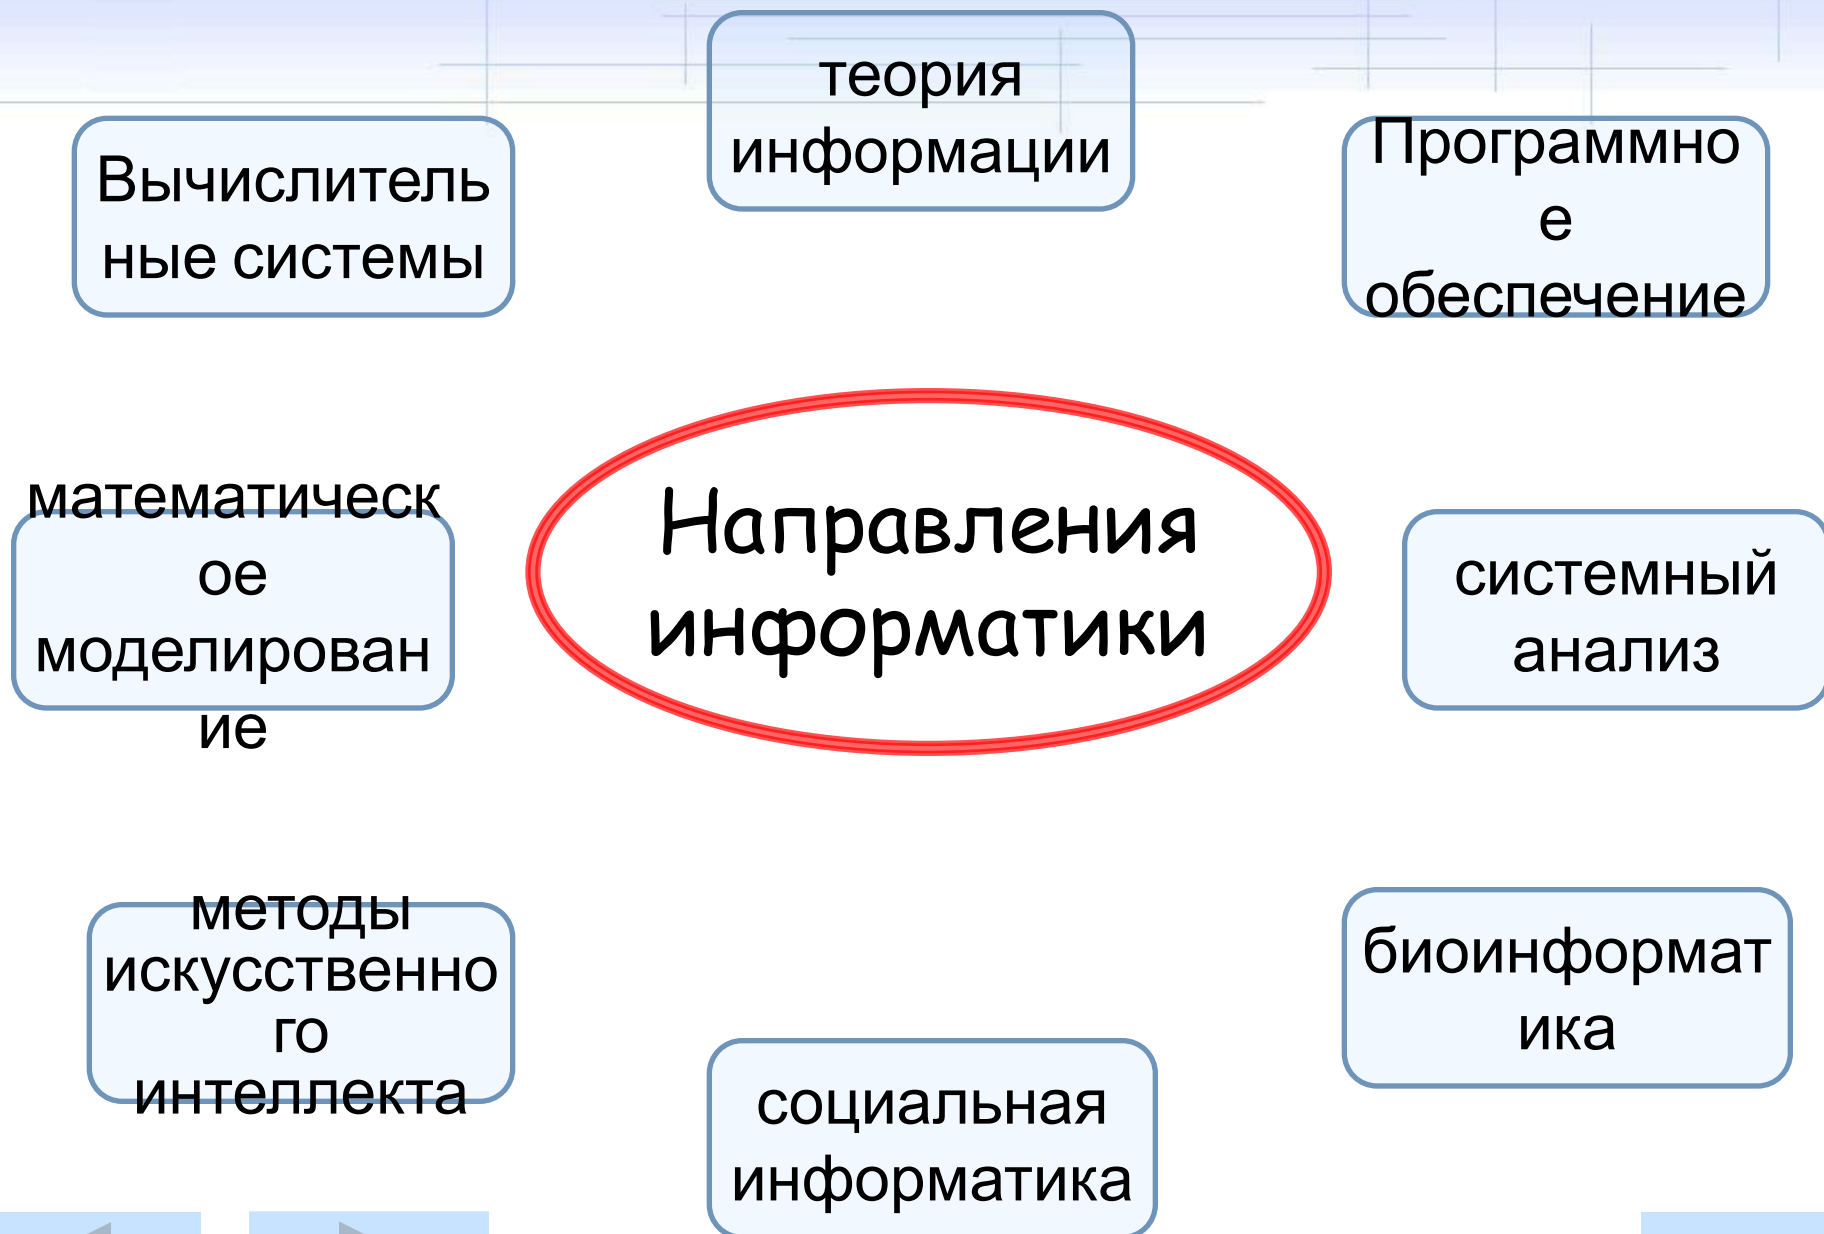 теория
информации
Вычислитель
ные системы
Программно
е
обеспечение
математическ
ое
моделирован
ие
Направления
информатики
системный
анализ
методы
искусственно
го
интеллекта
биоинформат
ика
социальная
информатика